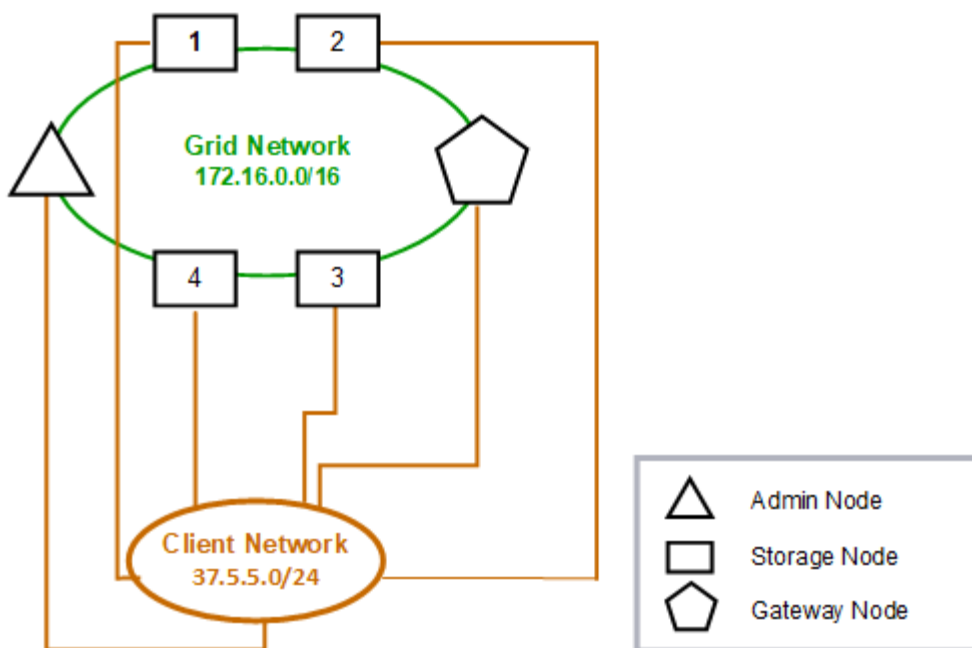 1
2
Grid Network
172.16.0.0/16
4
3
Client Network
37.5.5.0/24
Admin Node
Storage Node
Gateway Node